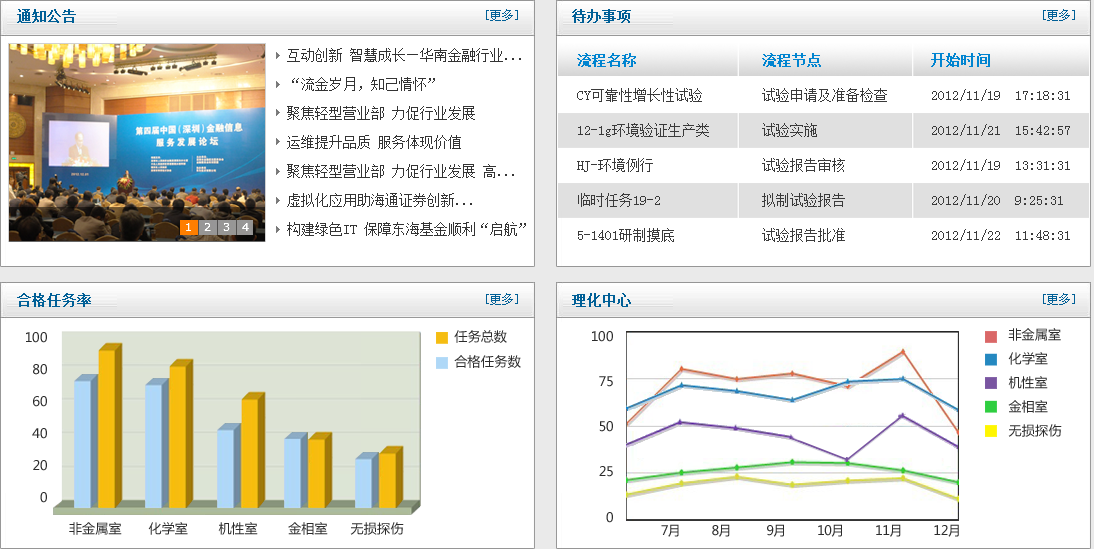 通知公告 [更多]
第四届中国(深圳)金融信息
服务发展论坛
1 2 3 4
互动创新 智慧成长一华南金融行业...
“流金岁月，知己情怀”
聚焦轻型营业部 力促行业发展
运维提升品质 服务体现价值
聚焦轻型营业部 力促行业发展 高...
虚拟化应用助海通证券创新...
构建绿色IT 保障东海基金顺利“启航”
待办事项 [更多]
流程名称 流程节点 开始时间
CY可靠性增长性试验 试验申请及准备检查 2012/11/19 17:18:31
12-1g环境验证生产类 试验实施 2012/11/21 15:42:57
HJ-环境例行 试验报告审核 2012/11/19 13:31:31
临时任务19-2 拟制试验报告 2012/11/20 9:25:31
5-1401研制摸底 试验报告批准 2012/11/22 11:48:31
合格任务率 [更多]
100
80
60
40
20
0
非金属室 化学室 机性室 金相室 无损探伤
任务总数
合格任务数
理化中心 [更多]
100
75
50
25
0
7月 8月 9月 10月 11月 12月
非金属室
化学室
机性室
金相室
无损探伤